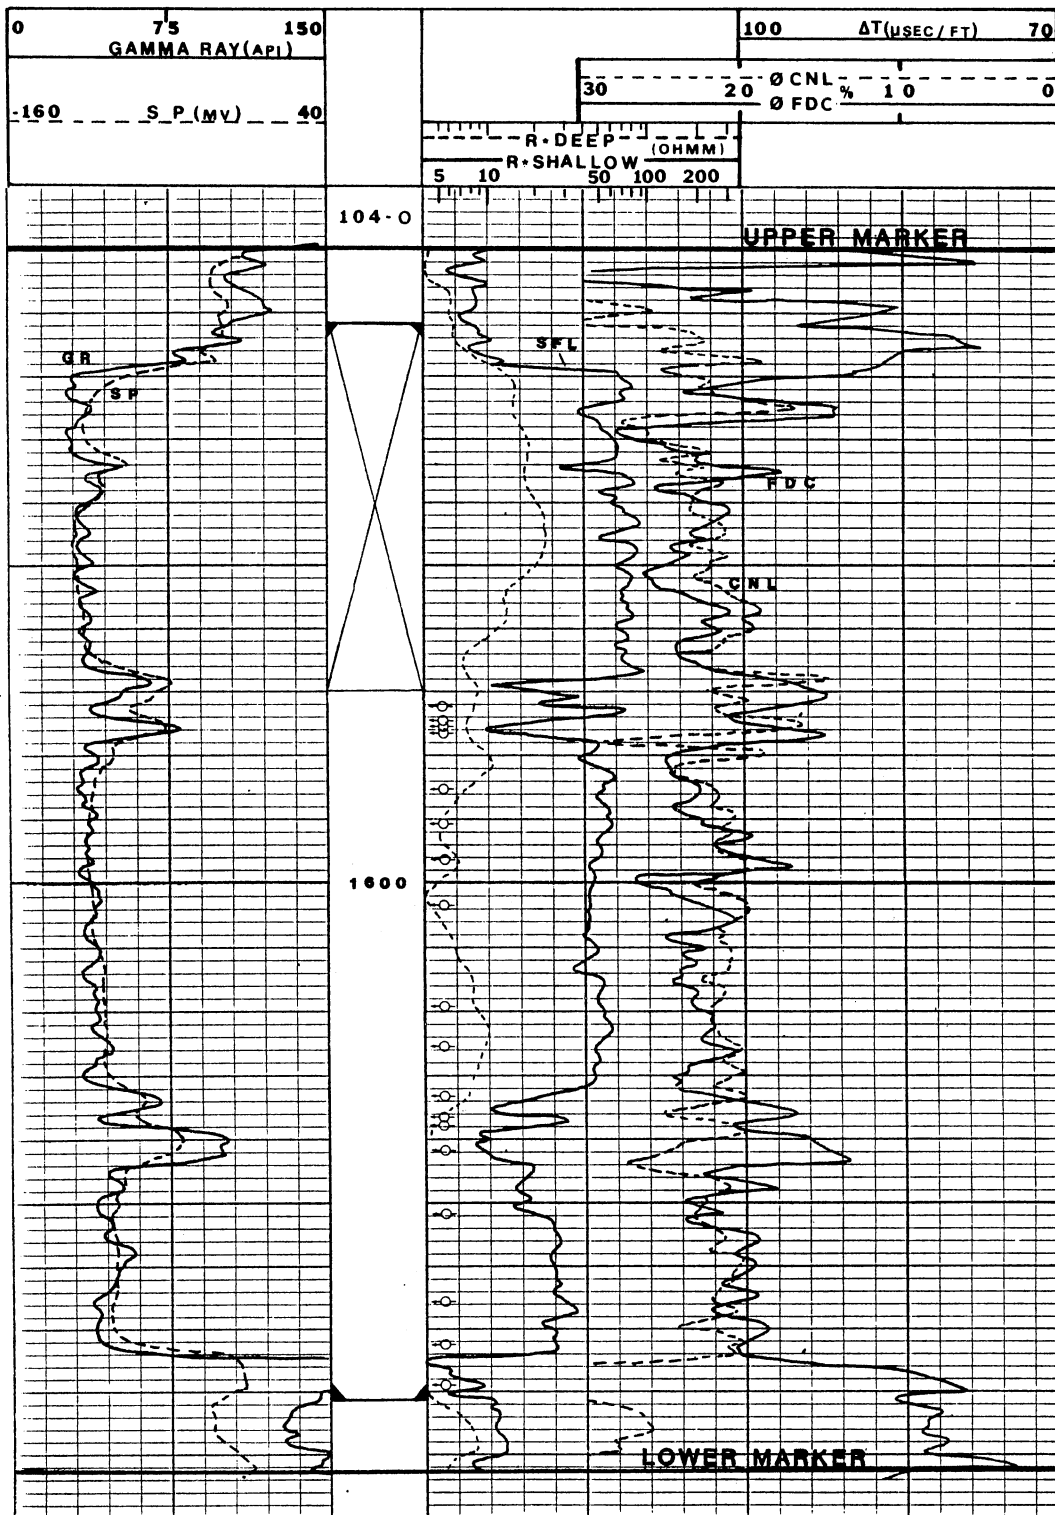 0 75 150
GAMMA RAY(API)
-160 S P (MV) 40
100 ΔT(μSEC/FT) 70
Ø CNL
30 20 % 10 0
Ø FDC
R•DEEP (OHMM)
R•SHALLOW
5 10 50 100 200
104-O
UPPER MARKER
GR
SP
SFL
FDC
CNL
1600
LOWER MARKER